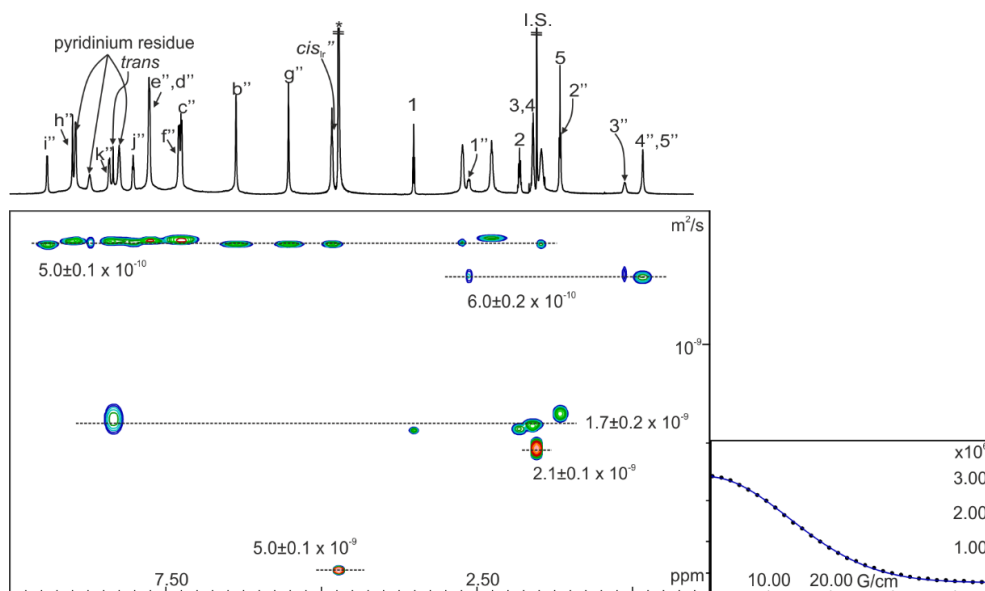 I.S.
*
pyridinium residue
trans
cis_Ir''
e'',d''
5
g''
b''
2''
h''
c''
1
3,4
f''
i''
k''
j''
1''
2
3''
4'',5''
m²/s
5.0±0.1 x 10⁻¹⁰
6.0±0.2 x 10⁻¹⁰
10⁻⁹
1.7±0.2 x 10⁻⁹
2.1±0.1 x 10⁻⁹
5.0±0.1 x 10⁻⁹
7.50
2.50
ppm
x10⁶
3.00
2.00
1.00
10.00
20.00 G/cm